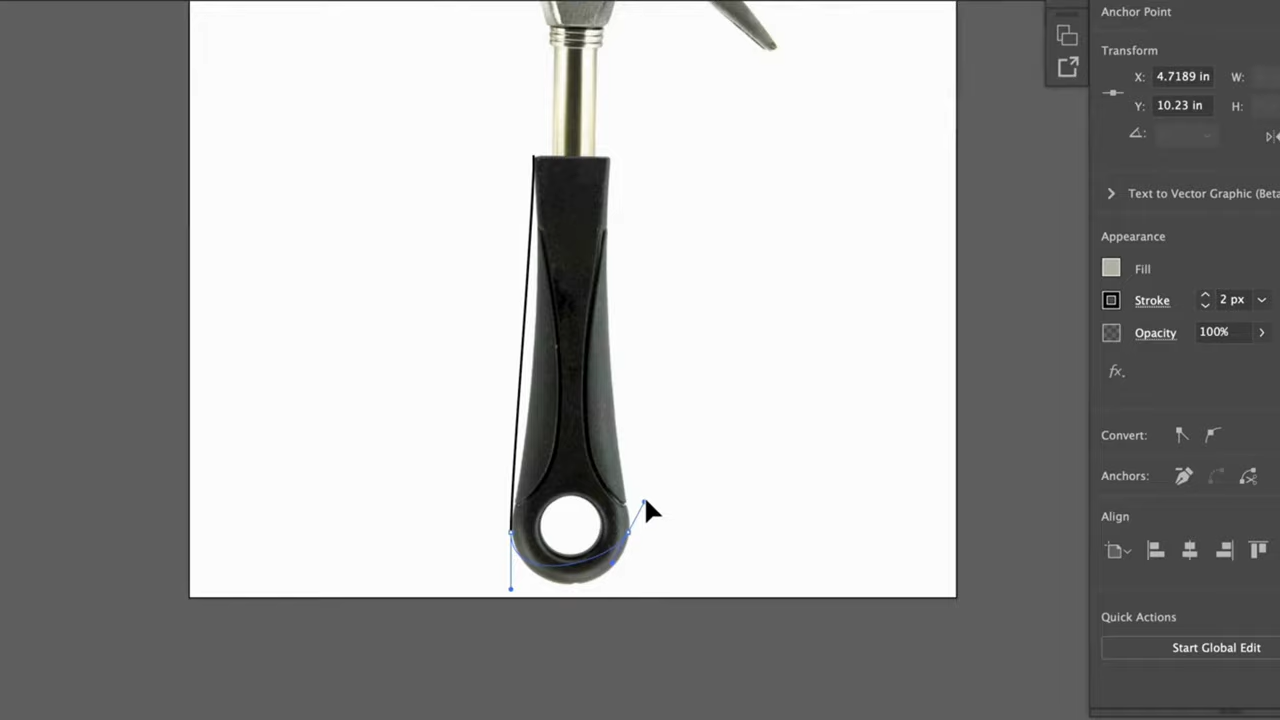 Anchor Point
Transform
X: 4.7189 in W:
Y: 10.23 in H:
Text to Vector Graphic (Beta
Appearance
Fill
Stroke 2 px
Opacity 100%
fx.
Convert:
Anchors:
Align
Quick Actions
Start Global Edit